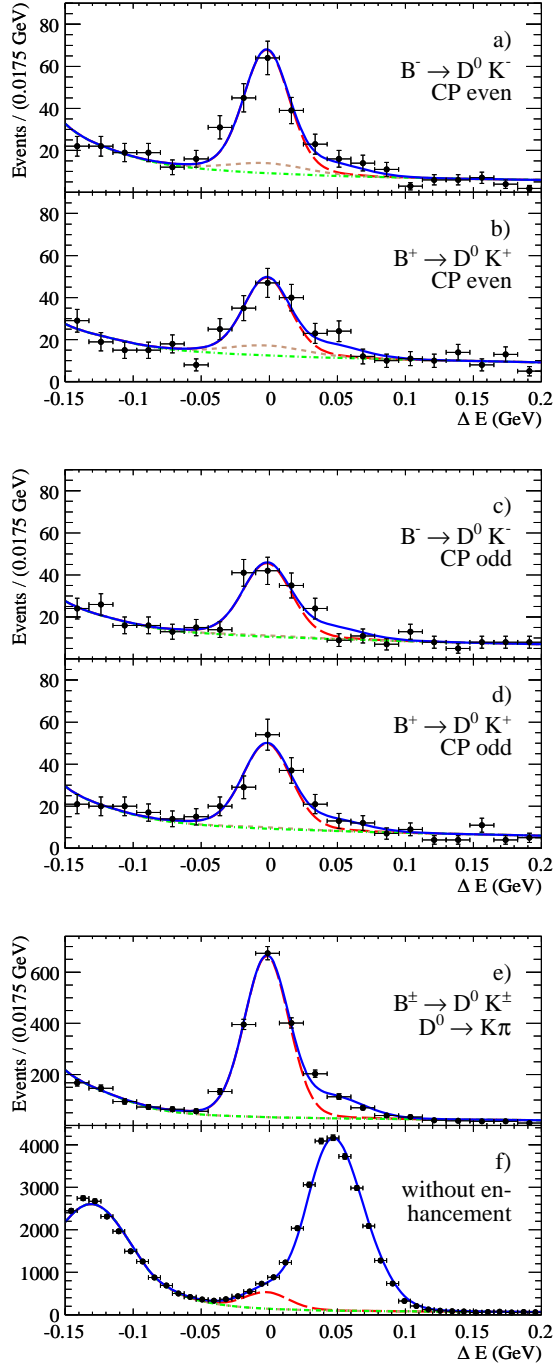 Events / (0.0175 GeV)
80
60
40
20
a)
B⁻ → D⁰ K⁻
CP even
80
60
40
20
0
b)
B⁺ → D⁰ K⁺
CP even
-0.15 -0.1 -0.05 0 0.05 0.1 0.15 0.2
Δ E (GeV)
Events / (0.0175 GeV)
80
60
40
20
c)
B⁻ → D⁰ K⁻
CP odd
80
60
40
20
0
d)
B⁺ → D⁰ K⁺
CP odd
-0.15 -0.1 -0.05 0 0.05 0.1 0.15 0.2
Δ E (GeV)
Events / (0.0175 GeV)
600
400
200
e)
B± → D⁰ K±
D⁰ → Kπ
4000
3000
2000
1000
0
f)
without en-
hancement
-0.15 -0.1 -0.05 0 0.05 0.1 0.15 0.2
Δ E (GeV)